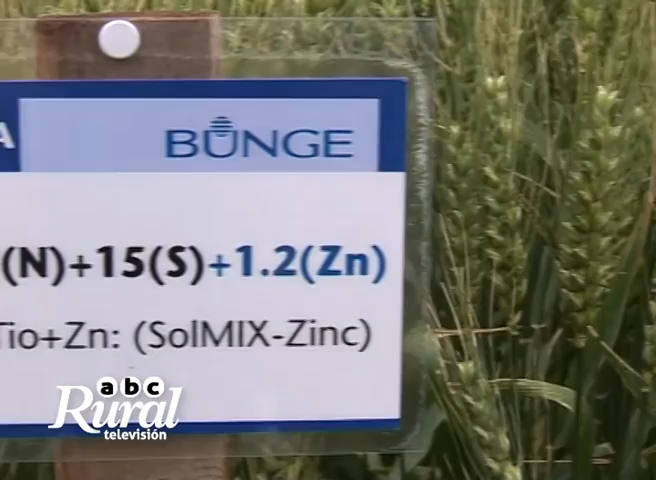 A
BUNGE
(N)+15(S)+1.2(Zn)
Tio+Zn: (SolMIX-Zinc)
abc
Rural
televisión